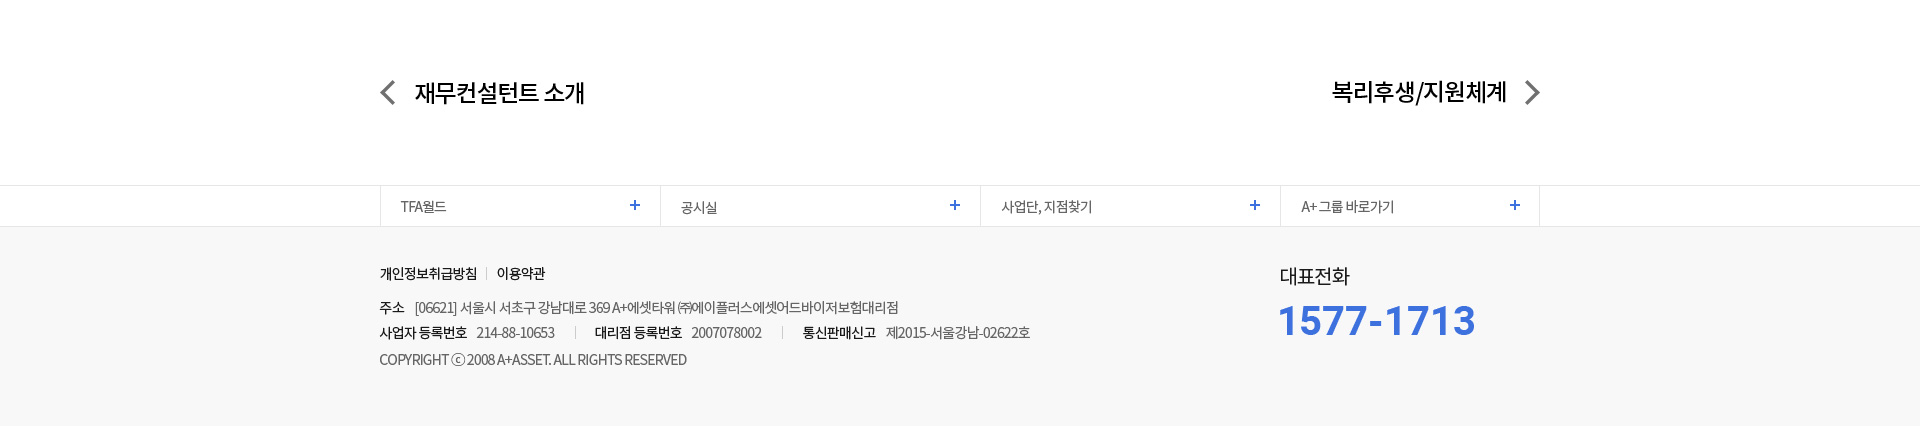 재무컨설턴트 소개
복리후생/지원체계
TFA월드
공시실
사업단, 지점찾기
A+ 그룹 바로가기
개인정보취급방침 | 이용약관
대표전화
주소 [06621] 서울시 서초구 강남대로 369 A+에셋타워 ㈜에이플러스에셋어드바이저보험대리점
1577-1713
사업자 등록번호 214-88-10653 | 대리점 등록번호 2007078002 | 통신판매신고 제2015-서울강남-02622호
COPYRIGHT ⓒ 2008 A+ASSET. ALL RIGHTS RESERVED